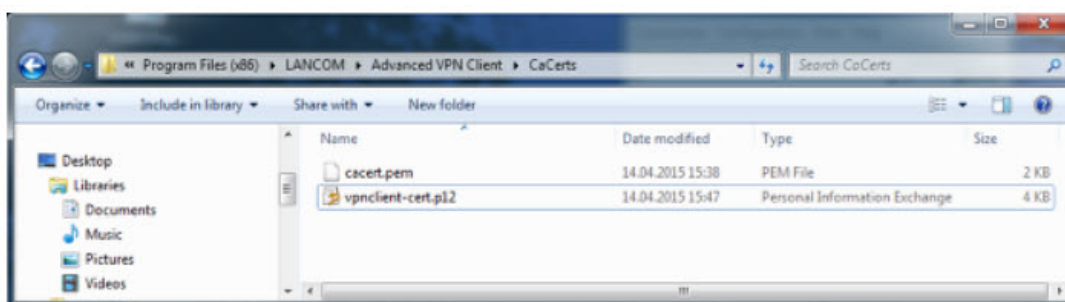 « Program Files (x86) ▸ LANCOM ▸ Advanced VPN Client ▸ CaCerts
Search CaCerts
Organize Include in library Share with New folder
Name Date modified Type Size
Desktop
cacert.pem 14.04.2015 15:38 PEM File 2 KB
Libraries
vpnclient-cert.p12 14.04.2015 15:47 Personal Information Exchange 4 KB
Documents
Music
Pictures
Videos